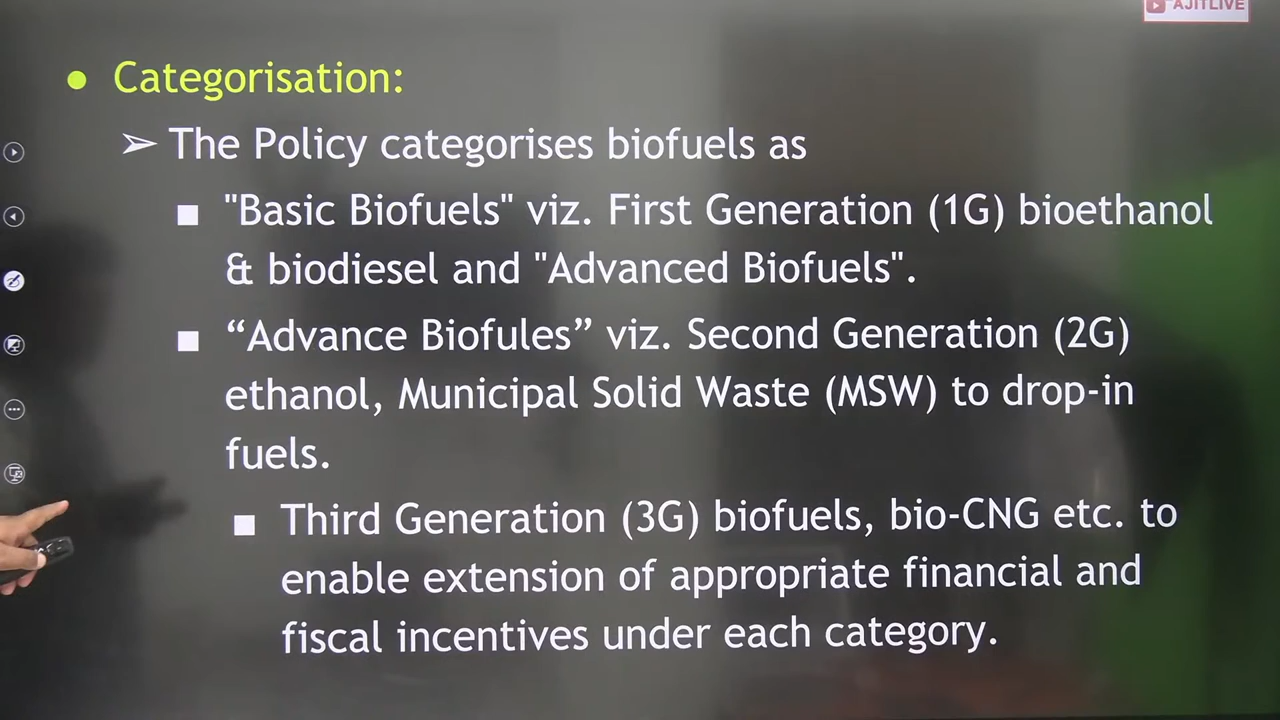 AJITLIVE
Categorisation:
The Policy categorises biofuels as
"Basic Biofuels" viz. First Generation (1G) bioethanol
& biodiesel and "Advanced Biofuels".
“Advance Biofules” viz. Second Generation (2G)
ethanol, Municipal Solid Waste (MSW) to drop-in
fuels.
Third Generation (3G) biofuels, bio-CNG etc. to
enable extension of appropriate financial and
fiscal incentives under each category.